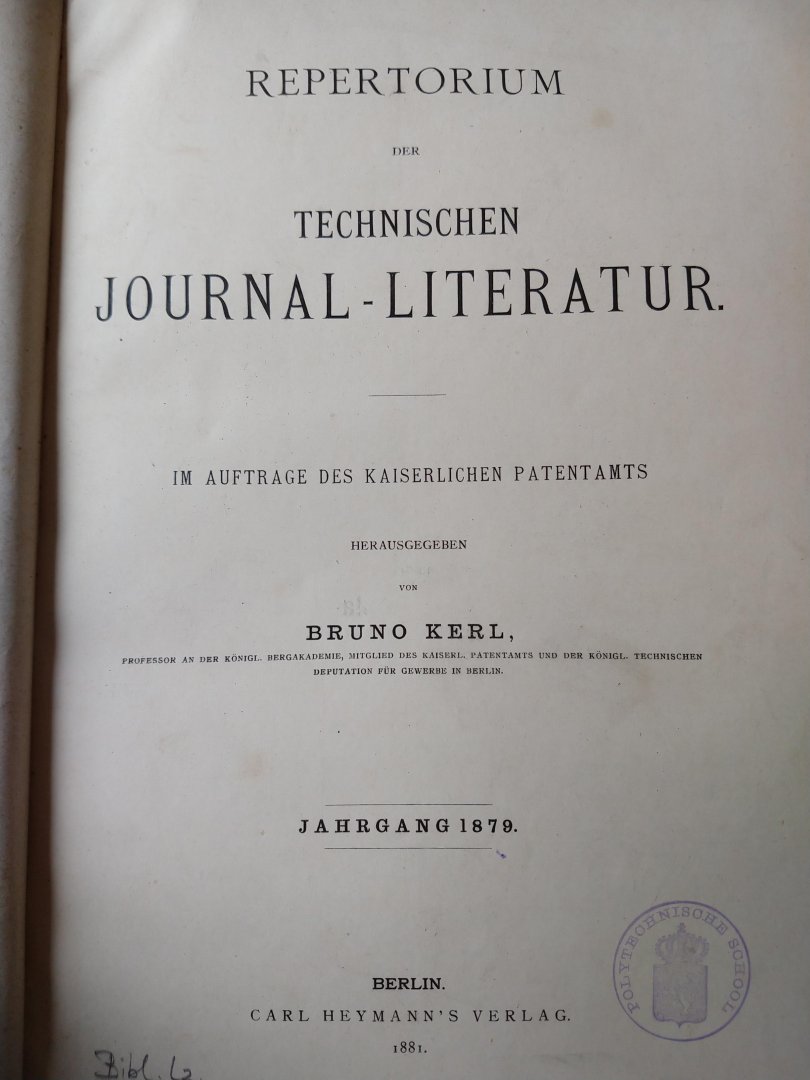 REPERTORIUM
DER
TECHNISCHEN
JOURNAL-LITERATUR.
IM AUFTRAGE DES KAISERLICHEN PATENTAMTS
HERAUSGEGEBEN
VON
BRUNO KERL,
PROFESSOR AN DER KÖNIGL. BERGAKADEMIE, MITGLIED DES KAISERL. PATENTAMTS UND DER KÖNIGL. TECHNISCHEN
DEPUTATION FÜR GEWERBE IN BERLIN.
JAHRGANG 1879.
POLYTECHNISCHE SCHOOL
BERLIN.
CARL HEYMANN'S VERLAG.
1881.
Bibl.